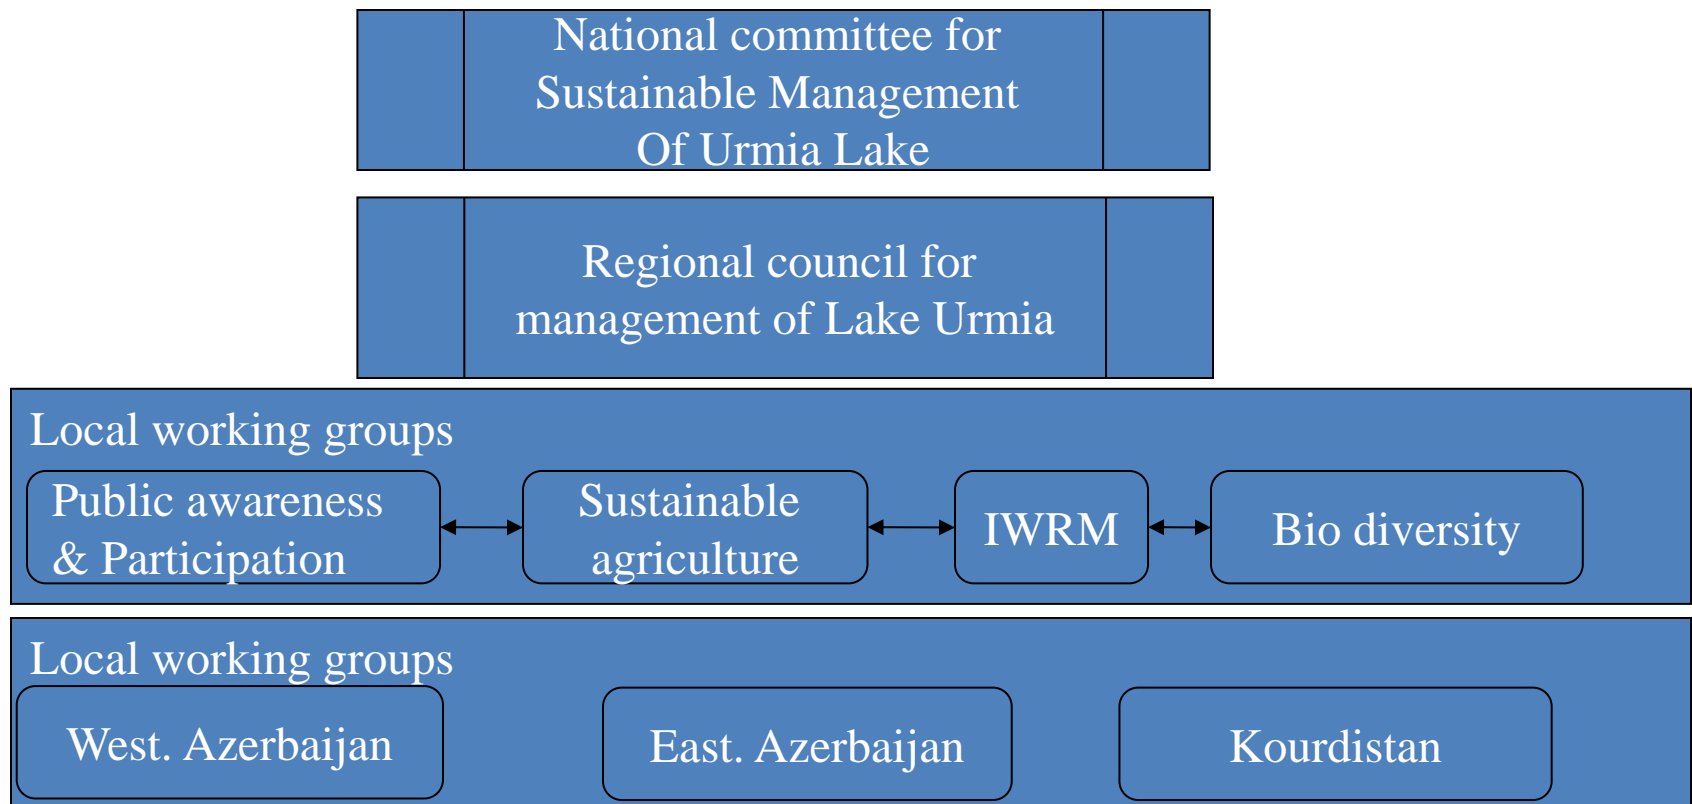 National committee for
Sustainable Management
Of Urmia Lake
Regional council for
management of Lake Urmia
Local working groups
Public awareness
& Participation
Sustainable
agriculture
IWRM
Bio diversity
Local working groups
West. Azerbaijan
East. Azerbaijan
Kourdistan